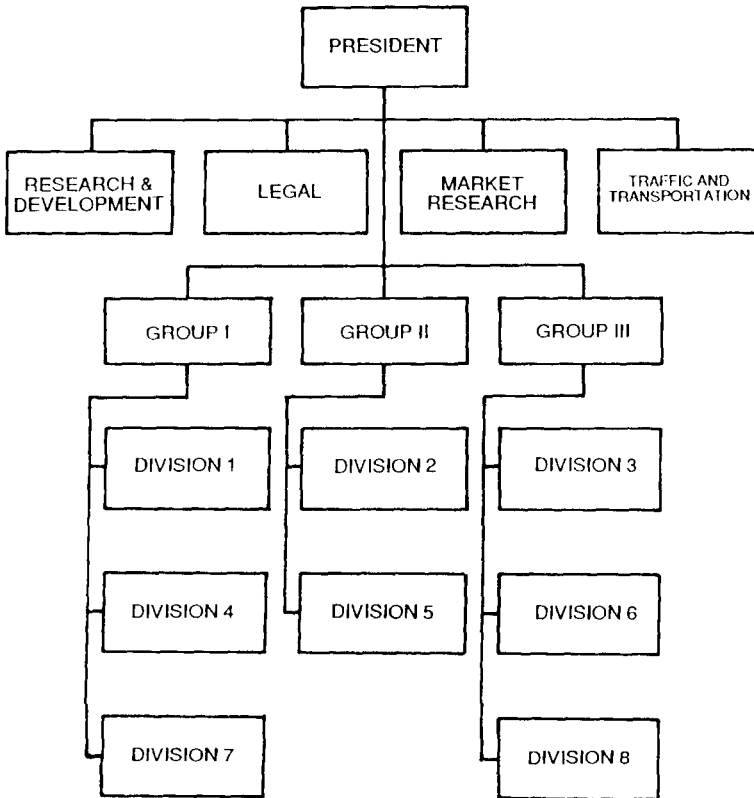 PRESIDENT
RESEARCH &
DEVELOPMENT
LEGAL
MARKET
RESEARCH
TRAFFIC AND
TRANSPORTATION
GROUP I
GROUP II
GROUP III
DIVISION 1
DIVISION 2
DIVISION 3
DIVISION 4
DIVISION 5
DIVISION 6
DIVISION 7
DIVISION 8